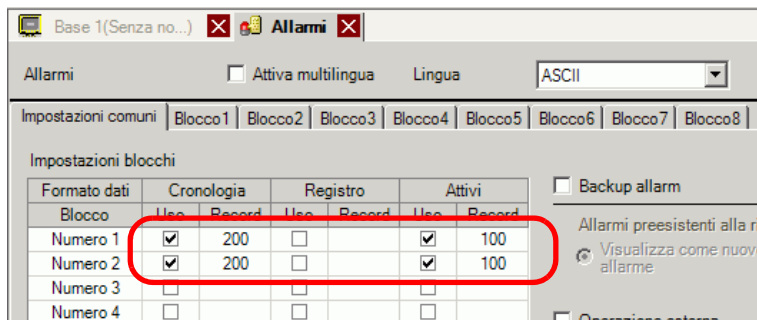 Base 1(Senza no...) Allarmi
Allarmi Attiva multilingua Lingua ASCII
Impostazioni comuni Blocco1 Blocco2 Blocco3 Blocco4 Blocco5 Blocco6 Blocco7 Blocco8
Impostazioni blocchi
Formato dati Cronologia Registro Attivi Backup allarm
Blocco Uso Record Uso Record Uso Record
Allarmi preesistenti alla r
Numero 1 200 100
Visualizza come nuov
allarme
Numero 2 200 100
Numero 3
Numero 4 Operazione esterna